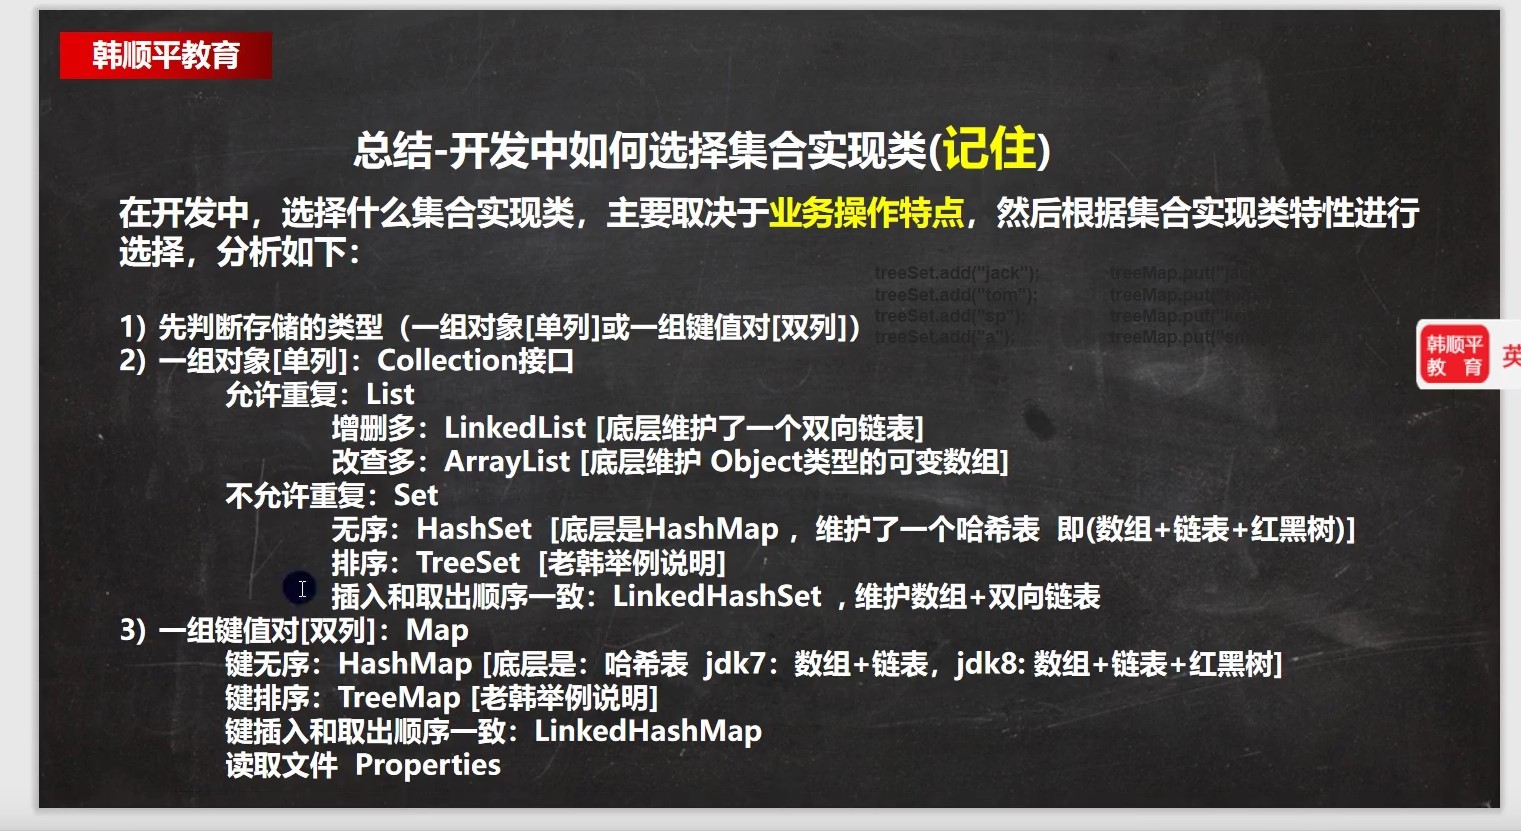 韩顺平教育
总结-开发中如何选择集合实现类(记住)
在开发中，选择什么集合实现类，主要取决于业务操作特点，然后根据集合实现类特性进行
选择，分析如下：
treeSet.add("jack");
treeSet.add("tom");
treeSet.add("sp");
treeSet.add("a");
treeMap.put("jack
treeMap.put("
treeMap.put("
treeMap.put("
1) 先判断存储的类型（一组对象[单列]或一组键值对[双列]）
2) 一组对象[单列]：Collection接口
允许重复：List
增删多：LinkedList [底层维护了一个双向链表]
改查多：ArrayList [底层维护 Object类型的可变数组]
不允许重复：Set
无序：HashSet [底层是HashMap ，维护了一个哈希表 即(数组+链表+红黑树)]
排序：TreeSet [老韩举例说明]
插入和取出顺序一致：LinkedHashSet , 维护数组+双向链表
3) 一组键值对[双列]：Map
键无序：HashMap [底层是：哈希表 jdk7：数组+链表，jdk8: 数组+链表+红黑树]
键排序：TreeMap [老韩举例说明]
键插入和取出顺序一致：LinkedHashMap
读取文件 Properties
韩顺平
教 育
英